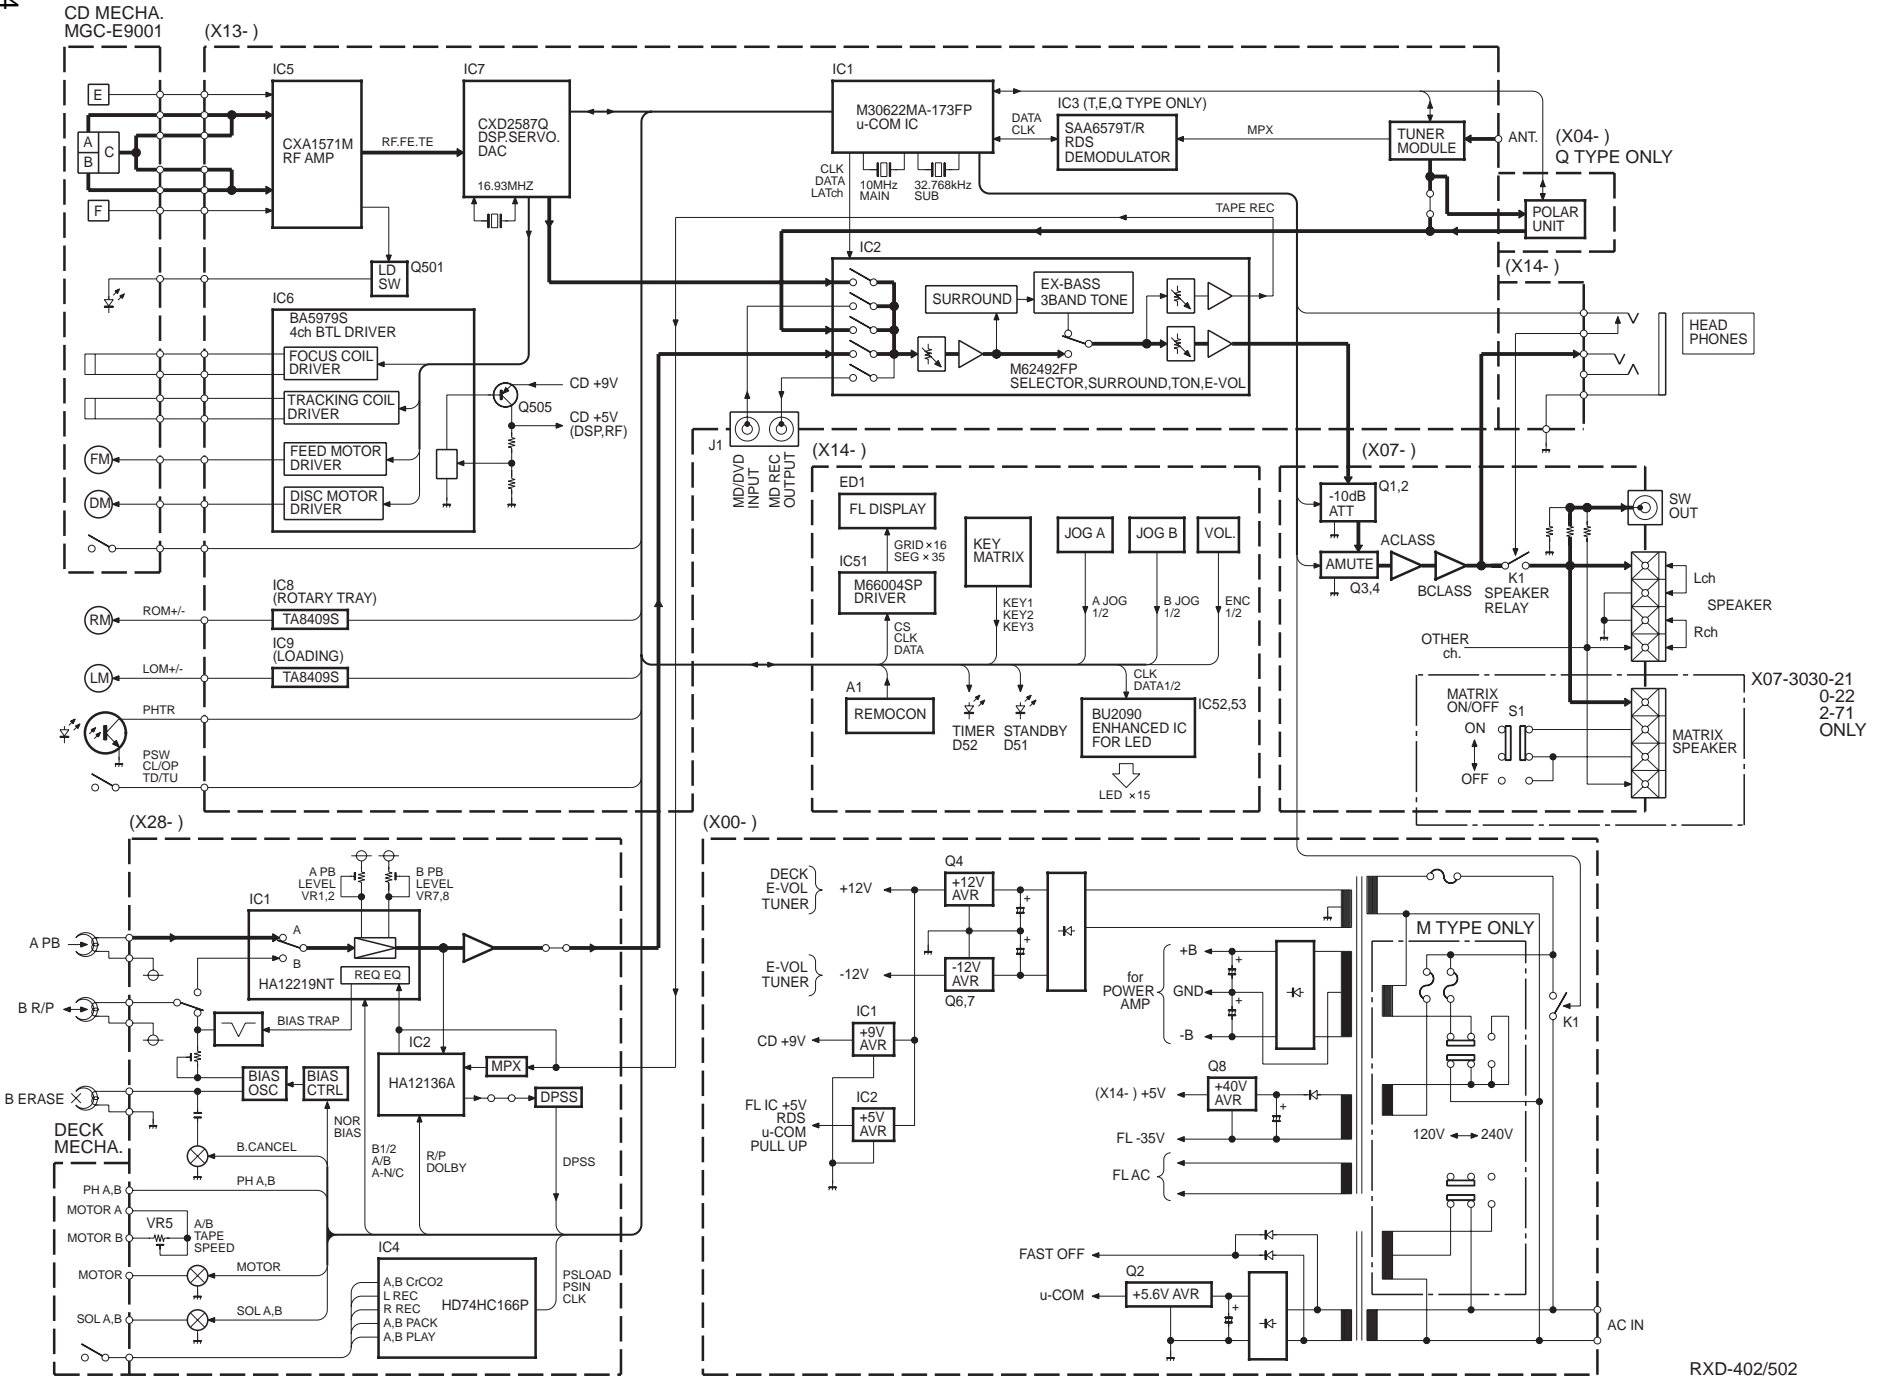 4
CD MECHA.
MGC-E9001
(X13- )
E
A
B
C
F
IC5
CXA1571M
RF AMP
RF.FE.TE
IC7
CXD2587Q
DSP.SERVO.
DAC
16.93MHZ
LD
SW
Q501
IC6
BA5979S
4ch BTL DRIVER
FOCUS COIL
DRIVER
TRACKING COIL
DRIVER
FEED MOTOR
DRIVER
DISC MOTOR
DRIVER
FM
DM
Q505
CD +9V
CD +5V
(DSP,RF)
IC8
(ROTARY TRAY)
TA8409S
RM
ROM+/-
IC9
(LOADING)
TA8409S
LM
LOM+/-
PHTR
PSW
CL/OP
TD/TU
IC1
M30622MA-173FP
u-COM IC
CLK
DATA
LATch
10MHz
MAIN
32.768kHz
SUB
DATA
CLK
IC3 (T,E,Q TYPE ONLY)
SAA6579T/R
RDS
DEMODULATOR
MPX
TUNER
MODULE
ANT.
(X04- )
Q TYPE ONLY
POLAR
UNIT
TAPE REC
IC2
SURROUND
EX-BASS
3BAND TONE
M62492FP
SELECTOR,SURROUND,TON,E-VOL
J1
MD/DVD
INPUT
MD REC
OUTPUT
(X14- )
HEAD
PHONES
(X14- )
ED1
FL DISPLAY
GRID×16
SEG×35
IC51
M66004SP
DRIVER
CS
CLK
DATA
A1
REMOCON
KEY
MATRIX
KEY1
KEY2
KEY3
JOG A
A JOG
1/2
JOG B
B JOG
1/2
VOL.
ENC
1/2
TIMER
D52
STANDBY
D51
CLK
DATA1/2
IC52,53
BU2090
ENHANCED IC
FOR LED
LED ×15
(X07- )
-10dB
ATT
Q1,2
AMUTE
Q3,4
ACLASS
BCLASS
K1
SPEAKER
RELAY
SW
OUT
Lch
SPEAKER
Rch
OTHER
ch.
X07-3030-21
0-22
2-71
ONLY
MATRIX
ON/OFF
S1
ON
OFF
MATRIX
SPEAKER
(X28- )
A PB
LEVEL
VR1,2
B PB
LEVEL
VR7,8
IC1
A
B
HA12219NT
REQ EQ
A PB
B R/P
B ERASE
BIAS TRAP
BIAS
OSC
BIAS
CTRL
IC2
HA12136A
MPX
DPSS
NOR
BIAS
B1/2
A/B
A-N/C
R/P
DOLBY
DPSS
DECK
MECHA.
B.CANCEL
PH A,B
PH A,B
MOTOR A
MOTOR B
VR5
A/B
TAPE
SPEED
MOTOR
MOTOR
SOL A,B
SOL A,B
IC4
A,B CrCO2
L REC
R REC
A,B PACK
A,B PLAY
HD74HC166P
PSLOAD
PSIN
CLK
(X00- )
DECK
E-VOL
TUNER
+12V
Q4
+12V
AVR
E-VOL
TUNER
-12V
-12V
AVR
Q6,7
CD +9V
IC1
+9V
AVR
FL IC +5V
RDS
u-COM
PULL UP
IC2
+5V
AVR
for
POWER
AMP
+B
GND
-B
Q8
+40V
AVR
(X14- ) +5V
FL -35V
FL AC
FAST OFF
Q2
+5.6V AVR
u-COM
M TYPE ONLY
120V
240V
K1
AC IN
RXD-402/502